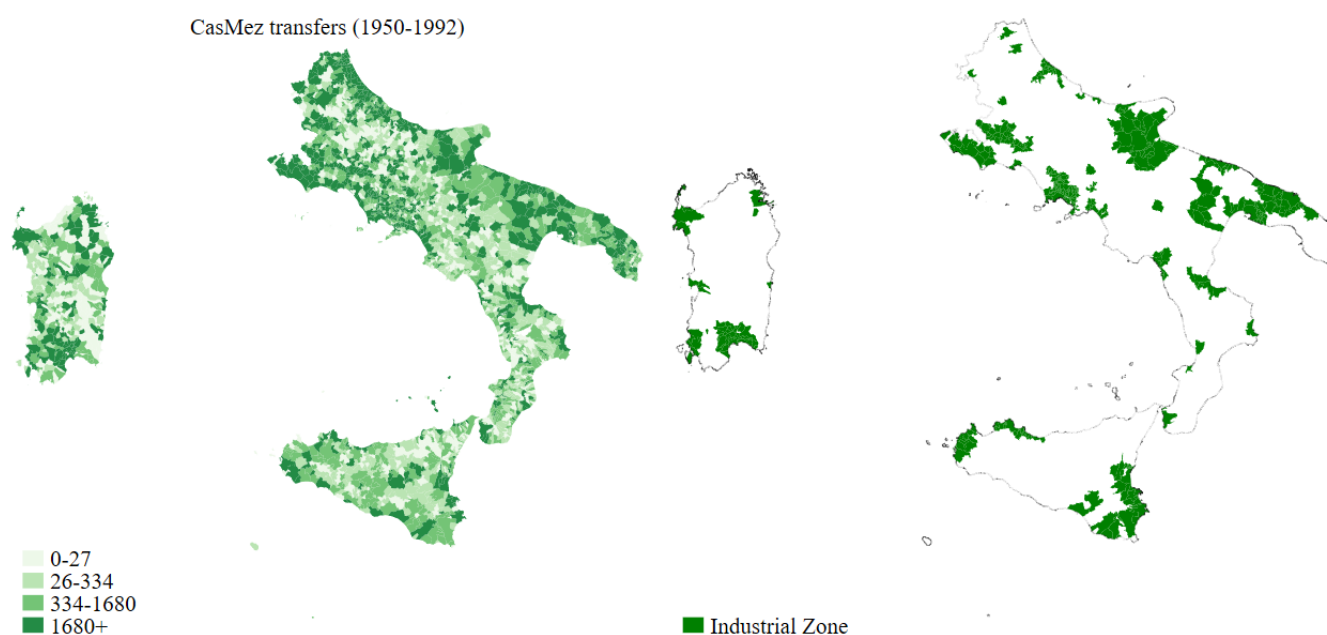 CasMez transfers (1950-1992)
0-27
26-334
334-1680
1680+
Industrial Zone